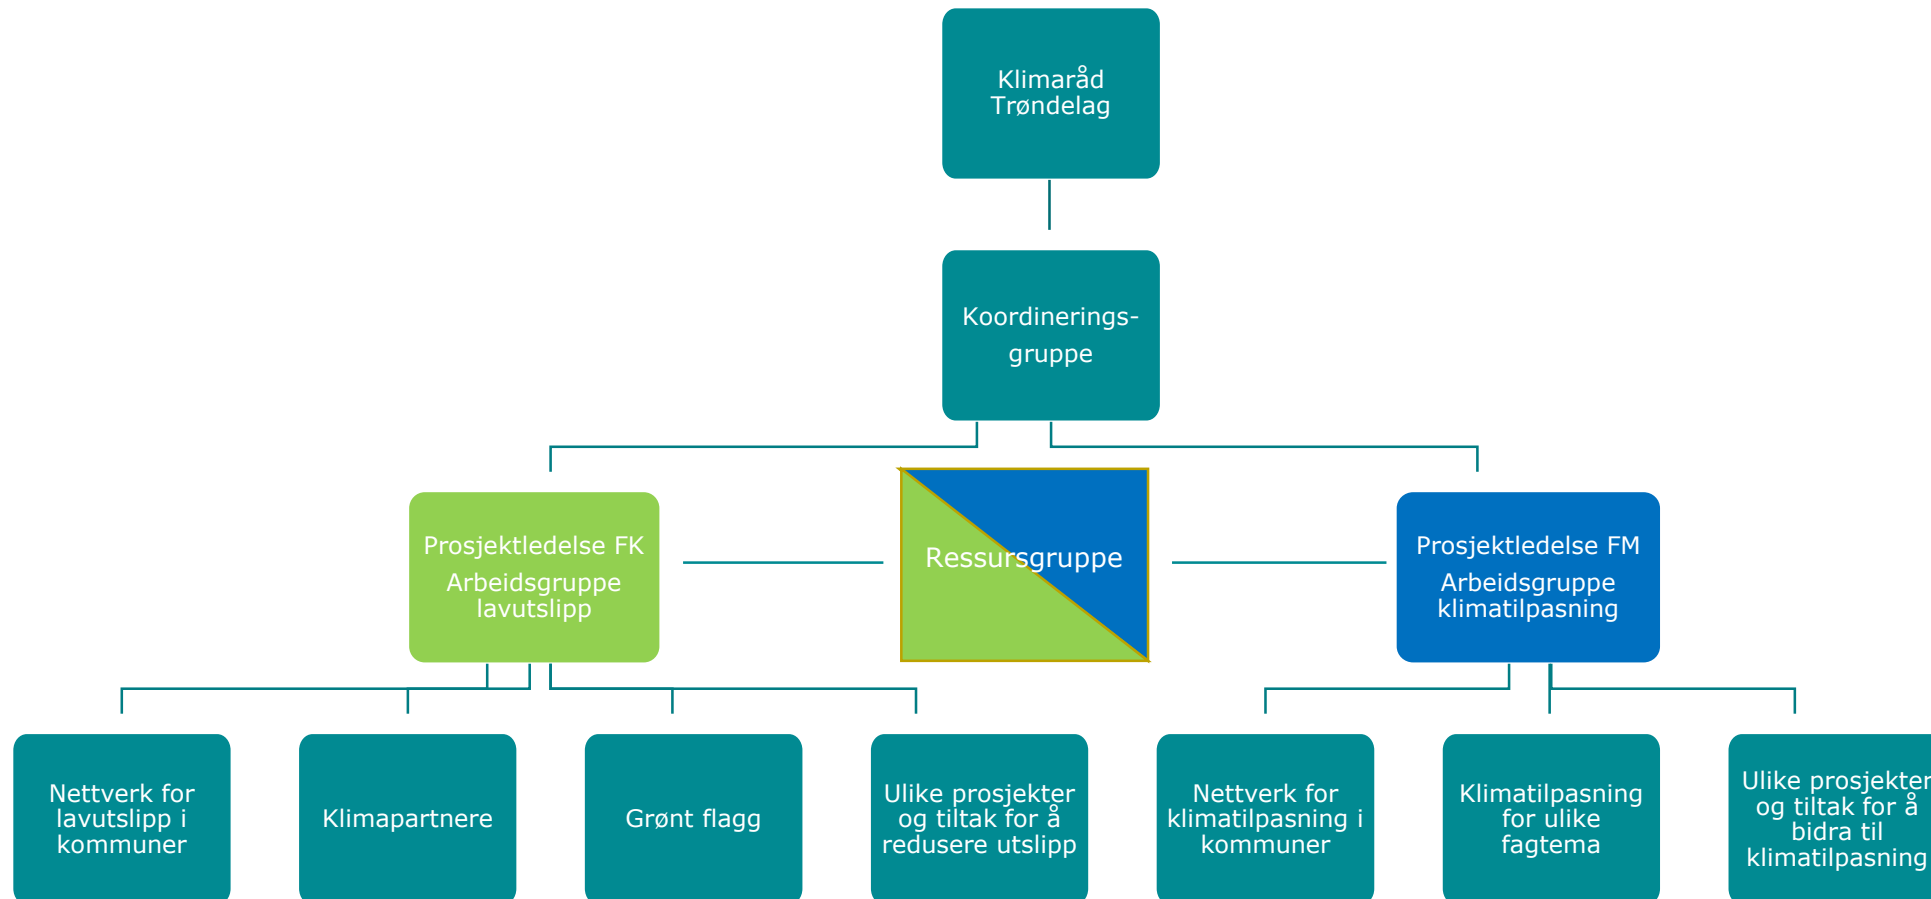 Klimaråd
Trøndelag
Koordinerings-
gruppe
Prosjektledelse FK
Arbeidsgruppe
lavutslipp
Ressursgruppe
Prosjektledelse FM
Arbeidsgruppe
klimatilpasning
Nettverk for
lavutslipp i
kommuner
Klimapartnere
Grønt flagg
Ulike prosjekter
og tiltak for å
redusere utslipp
Nettverk for
klimatilpasning i
kommuner
Klimatilpasning
for ulike
fagtema
Ulike prosjekter
og tiltak for å
bidra til
klimatilpasning